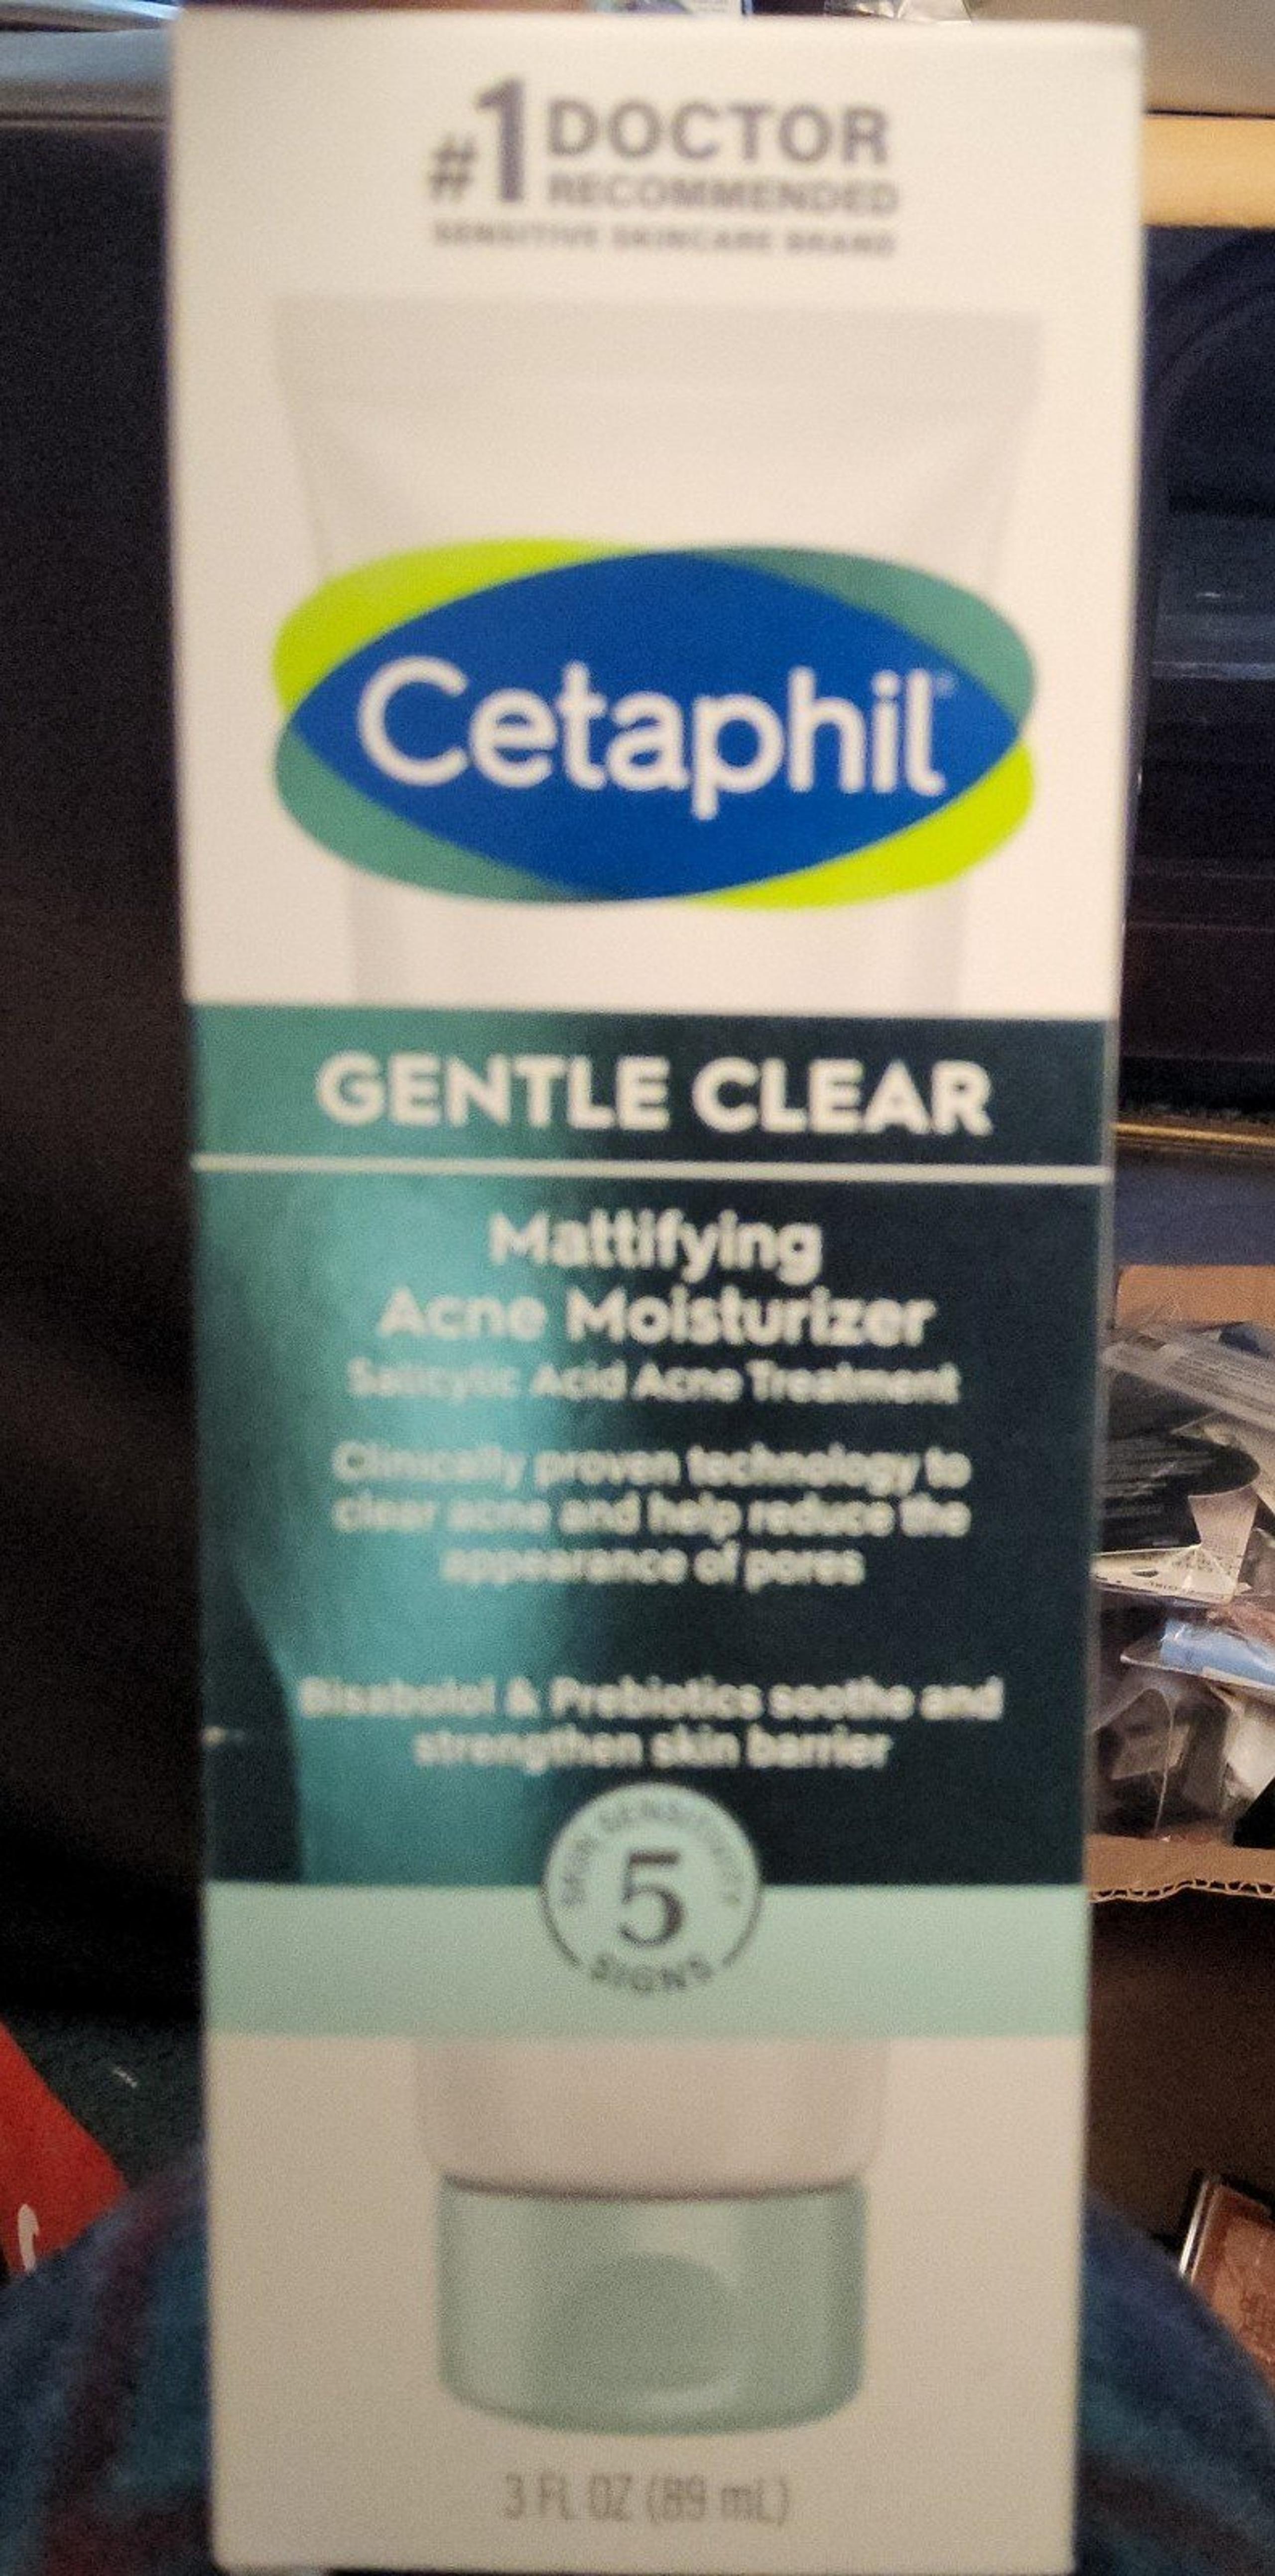 #1 DOCTOR
RECOMMENDED
SENSITIVE SKINCARE BRAND
Cetaphil
GENTLE CLEAR
Mattifying
Acne Moisturizer
Salicylic Acid Acne Treatment
Clinically proven technology to
clear acne and help reduce the
appearance of pores
Bisabolol & Prebiotics soothe and
strengthen skin barrier
SKIN SENSITIVITY
5
SIGNS
3 FL OZ (89 mL)